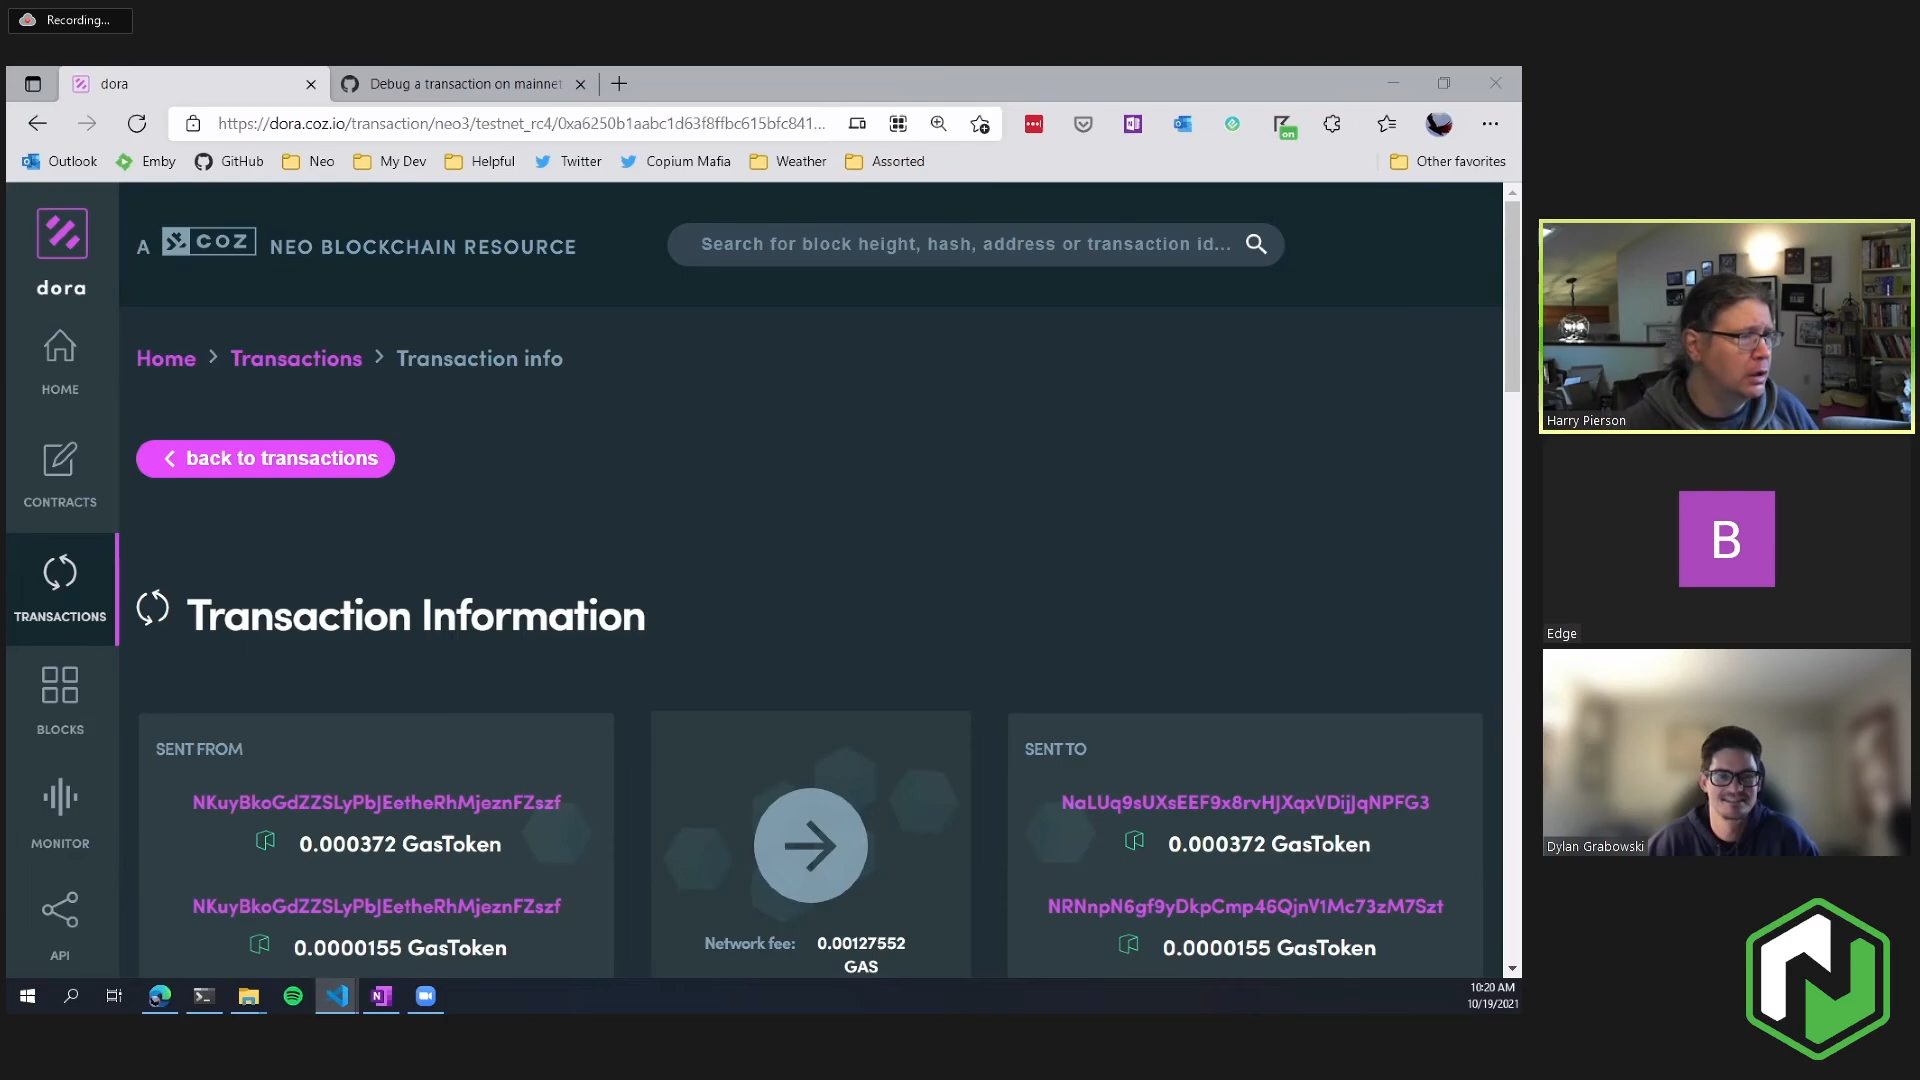 Recording...
dora
Debug a transaction on mainnet
https://dora.coz.io/transaction/neo3/testnet_rc4/0xa6250b1aabc1d63f8ffbc615bfc841...
on
Outlook
Emby
GitHub
Neo
My Dev
Helpful
Twitter
Copium Mafia
Weather
Assorted
Other favorites
dora
A COZ NEO BLOCKCHAIN RESOURCE
Search for block height, hash, address or transaction id...
HOME
CONTRACTS
TRANSACTIONS
BLOCKS
MONITOR
API
Home > Transactions > Transaction info
back to transactions
Transaction Information
SENT FROM
NKuyBkoGdZZSLyPbJEetheRhMjeznFZszf
0.000372 GasToken
NKuyBkoGdZZSLyPbJEetheRhMjeznFZszf
0.0000155 GasToken
Network fee: 0.00127552
GAS
SENT TO
NaLUq9sUXsEEF9x8rvHJXqxVDijJqNPFG3
0.000372 GasToken
NRNnpN6gf9yDkpCmp46QjnV1Mc73zM7Szt
0.0000155 GasToken
10:20 AM
10/19/2021
Harry Pierson
B
Edge
Dylan Grabowski